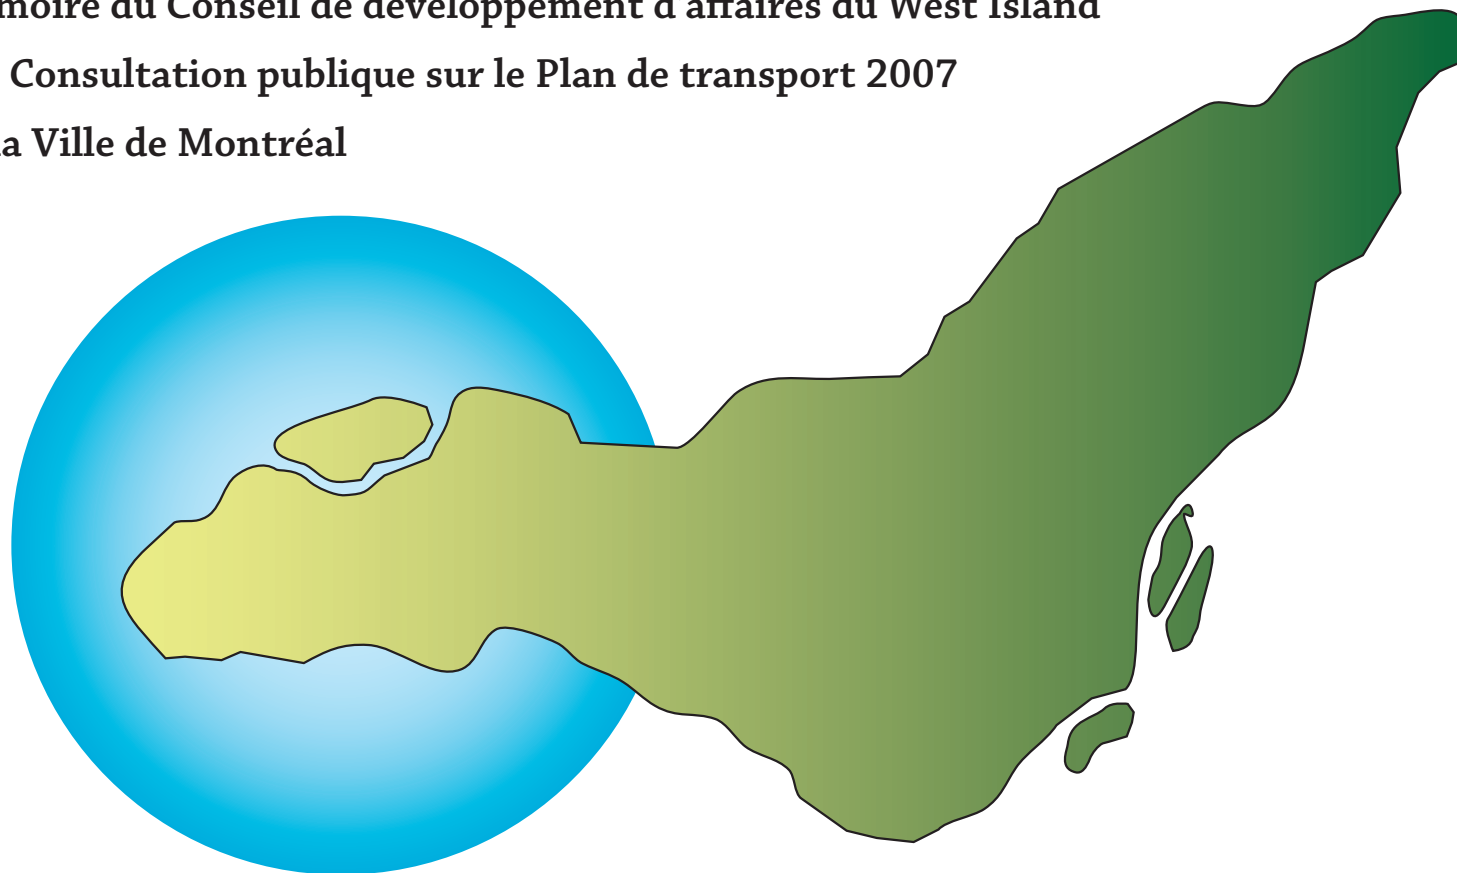 moire du Conseil de développement d'affaires du West Island
Consultation publique sur le Plan de transport 2007
la Ville de Montréal